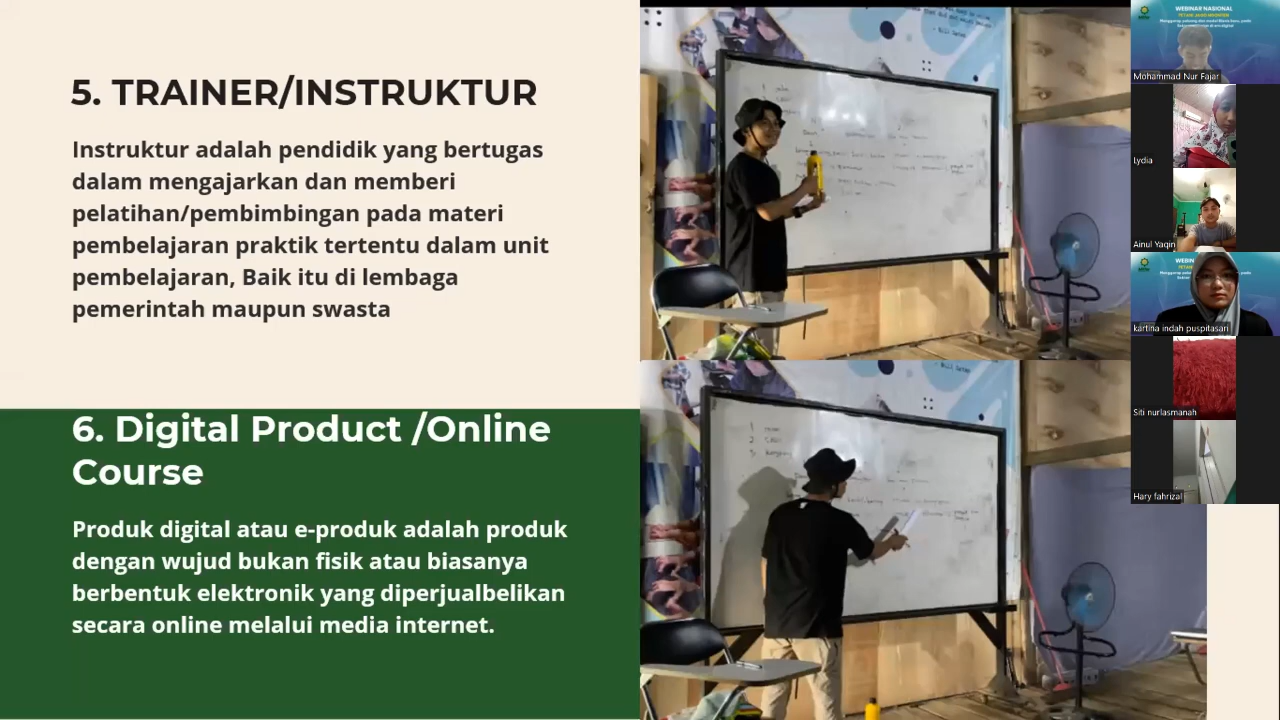 5. TRAINER/INSTRUKTUR
Instruktur adalah pendidik yang bertugas
dalam mengajarkan dan memberi
pelatihan/pembimbingan pada materi
pembelajaran praktik tertentu dalam unit
pembelajaran, Baik itu di lembaga
pemerintah maupun swasta
6. Digital Product /Online
Course
Produk digital atau e-produk adalah produk
dengan wujud bukan fisik atau biasanya
berbentuk elektronik yang diperjualbelikan
secara online melalui media internet.
WEBINAR NASIONAL
Mohammad Nur Fajar
Lydia
Ainul Yaqin
kartina indah puspitasari
Siti nurlasmanah
Hary fahrizal